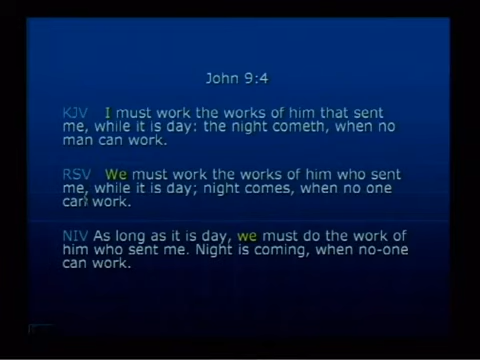 John 9:4
KJV I must work the works of him that sent
me, while it is day: the night cometh, when no
man can work.
RSV We must work the works of him who sent
me, while it is day; night comes, when no one
can work.
NIV As long as it is day, we must do the work of
him who sent me. Night is coming, when no-one
can work.